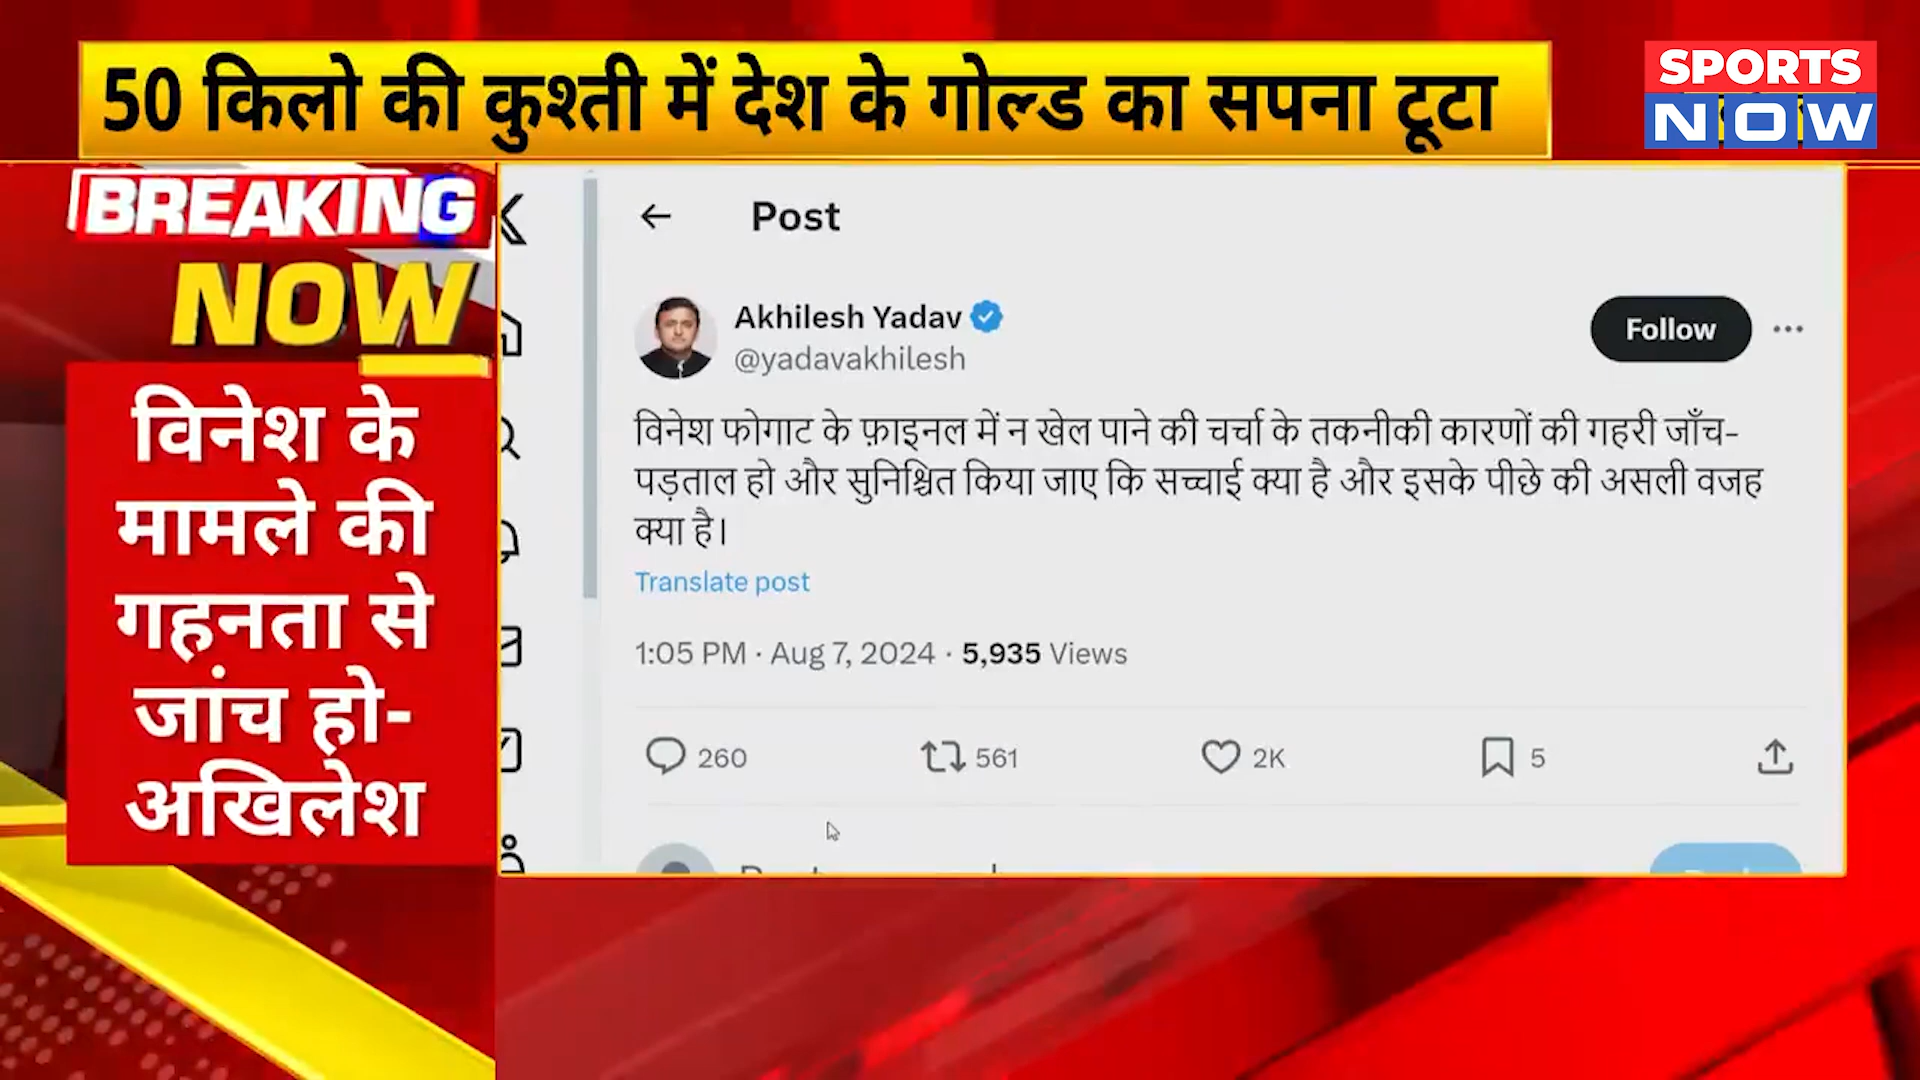 50 किलो की कुश्ती में देश के गोल्ड का सपना टूटा
SPORTS
NOW
BREAKING
NOW
विनेश के
मामले की
गहनता से
जांच हो-
अखिलेश
Post
Akhilesh Yadav
@yadavakhilesh
Follow
विनेश फोगाट के फ़ाइनल में न खेल पाने की चर्चा के तकनीकी कारणों की गहरी जाँच-
पड़ताल हो और सुनिश्चित किया जाए कि सच्चाई क्या है और इसके पीछे की असली वजह
क्या है।
Translate post
1:05 PM · Aug 7, 2024 · 5,935 Views
260 561 2K 5